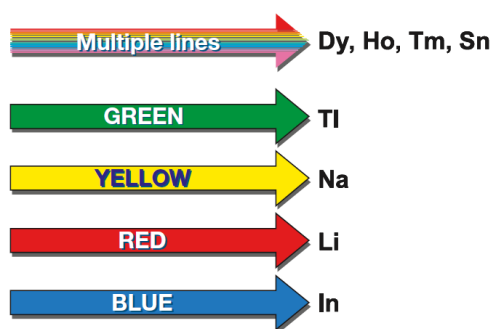 Multiple lines Dy, Ho, Tm, Sn
GREEN Tl
YELLOW Na
RED Li
BLUE In